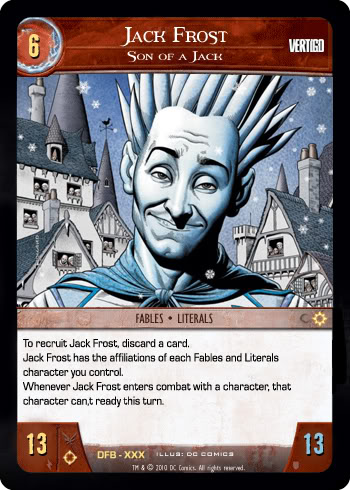 6
JACK FROST
SON OF A JACK
VERTIGO
FABLES • LITERALS
To recruit Jack Frost, discard a card.
Jack Frost has the affiliations of each Fables and Literals
character you control.
Whenever Jack Frost enters combat with a character, that
character can,t ready this turn.
13
DFB - XXX
ILLUS: DC COMICS
13
TM & © 2010 DC Comics. All rights reserved.